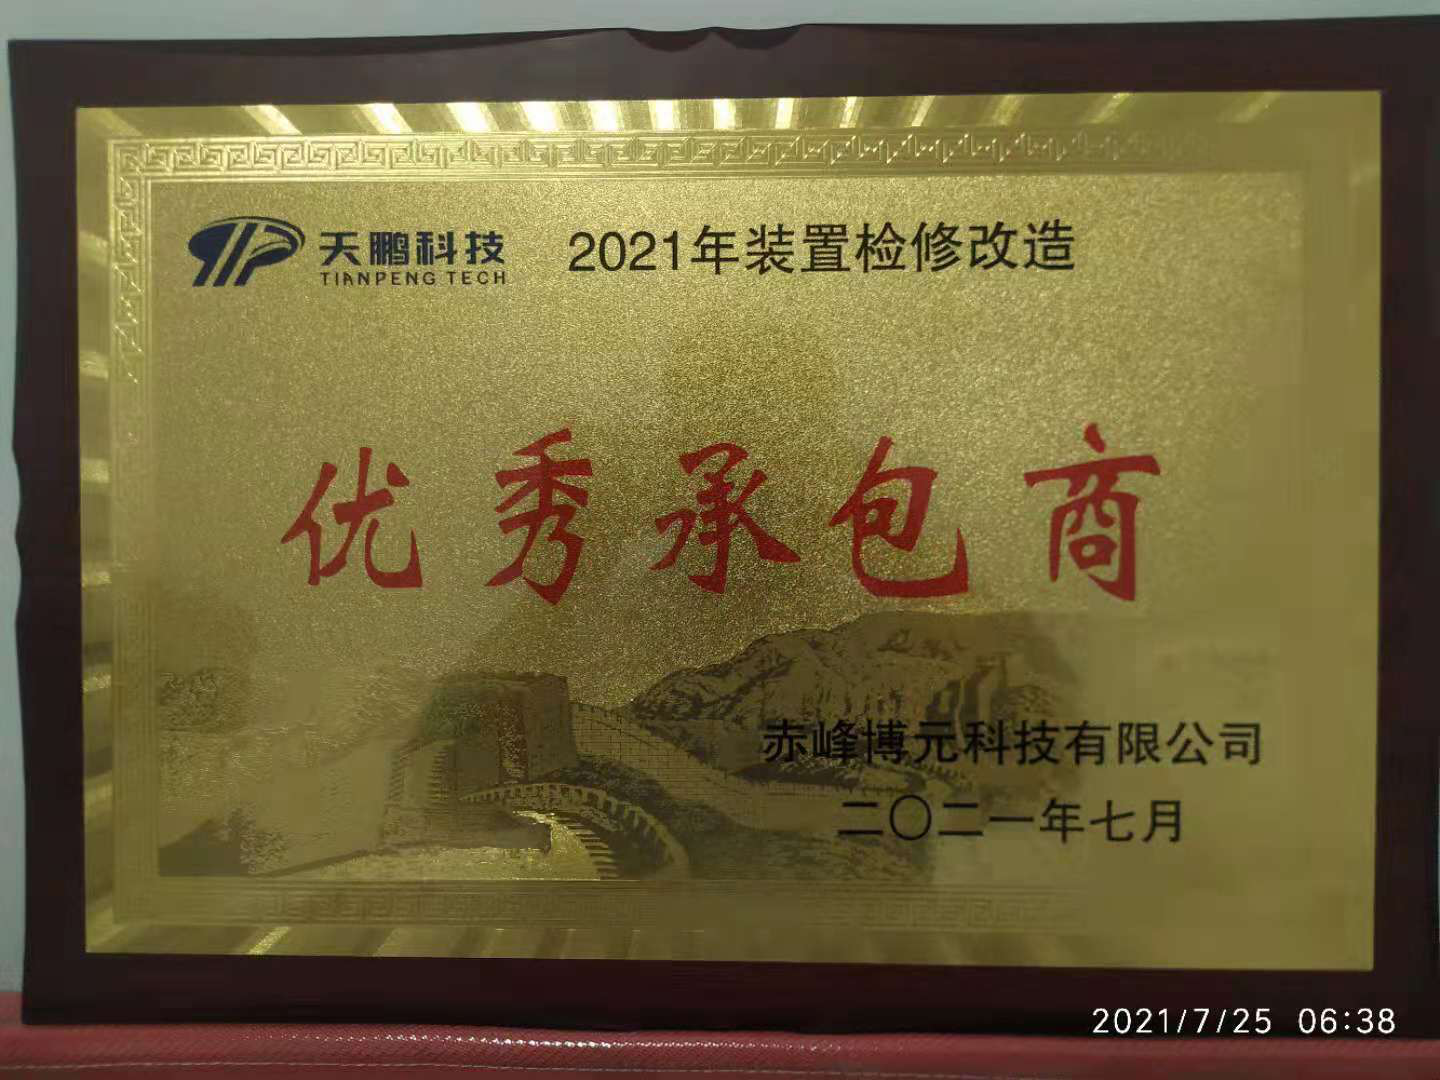 天鹏科技 2021年装置检修改造
TIANPENG TECH
优秀承包商
赤峰博元科技有限公司
二〇二一年七月
2021/7/25 06:38